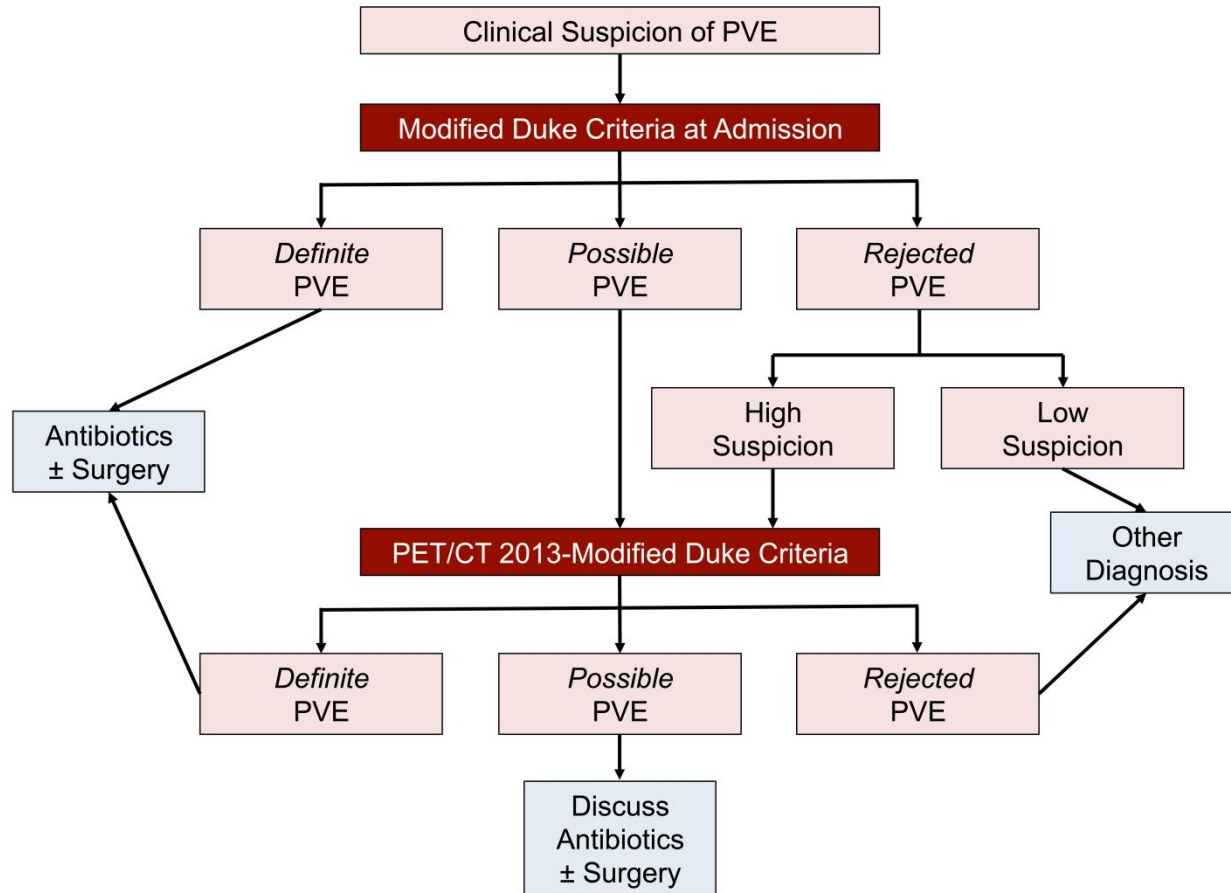 Clinical Suspicion of PVE
Modified Duke Criteria at Admission
Definite
PVE
Possible
PVE
Rejected
PVE
High
Suspicion
Low
Suspicion
Antibiotics
± Surgery
PET/CT 2013-Modified Duke Criteria
Other
Diagnosis
Definite
PVE
Possible
PVE
Rejected
PVE
Discuss
Antibiotics
± Surgery